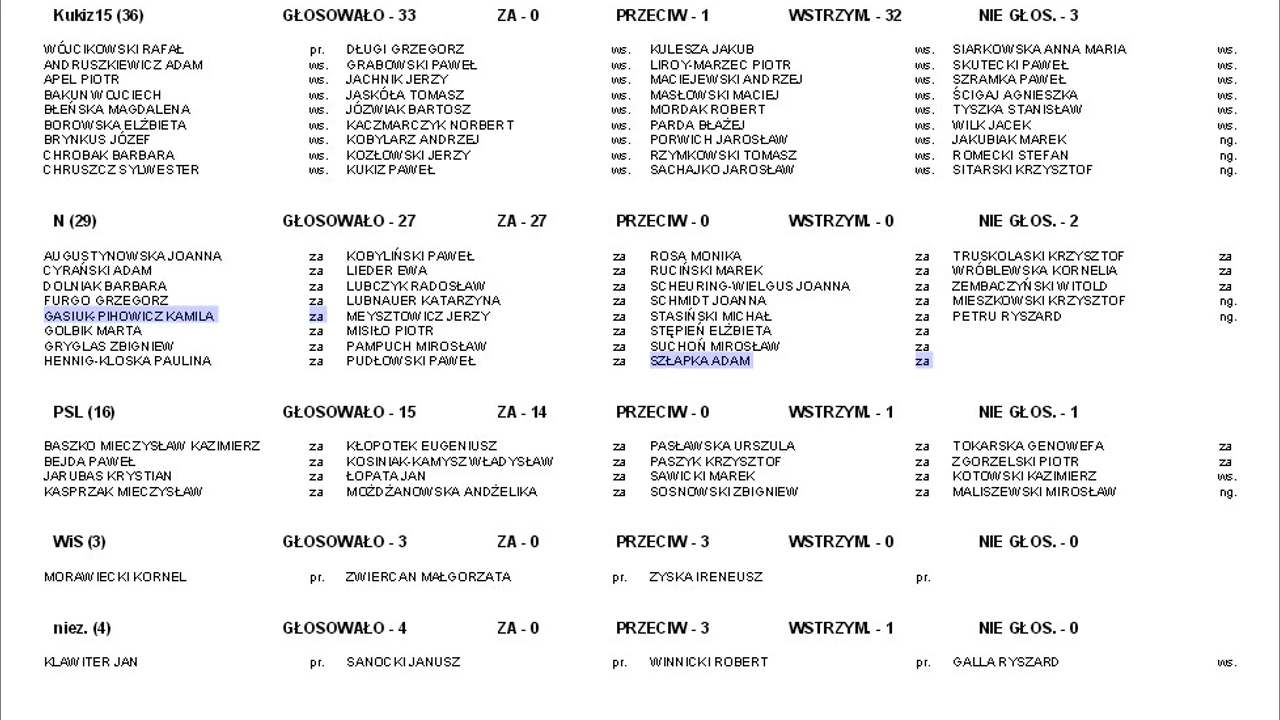 Kukiz15 (36) GŁOSOWAŁO - 33 ZA - 0 PRZECIW - 1 WSTRZYM. - 32 NIE GŁOS. - 3
WÓJCIKOWSKI RAFAŁ pr. DŁUGI GRZEGORZ ws. KULESZA JAKUB ws. SIARKOWSKA ANNA MARIA ws.
ANDRUSZKIEWICZ ADAM ws. GRABOWSKI PAWEŁ ws. LIROY-MARZEC PIOTR ws. SKUTECKI PAWEŁ ws.
APEL PIOTR ws. JACHNIK JERZY ws. MACIEJEWSKI ANDRZEJ ws. SZRAMKA PAWEŁ ws.
BAKUN WOJCIECH ws. JASKÓŁA TOMASZ ws. MASŁOWSKI MACIEJ ws. ŚCIGAJ AGNIESZKA ws.
BŁEŃSKA MAGDALENA ws. JÓŹWIAK BARTOSZ ws. MORDAK ROBERT ws. TYSZKA STANISŁAW ws.
BOROWSKA ELŻBIETA ws. KACZMARCZYK NORBERT ws. PARDA BŁAŻEJ ws. WILK JACEK ws.
BRYNKUS JÓZEF ws. KOBYLARZ ANDRZEJ ws. PORWICH JAROSŁAW ws. JAKUBIAK MAREK ng.
CHROBAK BARBARA ws. KOZŁOWSKI JERZY ws. RZYMKOWSKI TOMASZ ws. ROMECKI STEFAN ng.
CHRUSZCZ SYLWESTER ws. KUKIZ PAWEŁ ws. SACHAJKO JAROSŁAW ws. SITARSKI KRZYSZTOF ng.
N (29) GŁOSOWAŁO - 27 ZA - 27 PRZECIW - 0 WSTRZYM. - 0 NIE GŁOS. - 2
AUGUSTYNOWSKA JOANNA za KOBYLIŃSKI PAWEŁ za ROSA MONIKA za TRUSKOLASKI KRZYSZTOF za
CYRAŃSKI ADAM za LIEDER EWA za RUCIŃSKI MAREK za WRÓBLEWSKA KORNELIA za
DOLNIAK BARBARA za LUBCZYK RADOSŁAW za SCHEURING-WIELGUS JOANNA za ZEMBACZYŃSKI WITOLD za
FURGO GRZEGORZ za LUBNAUER KATARZYNA za SCHMIDT JOANNA za MIESZKOWSKI KRZYSZTOF ng.
GASIUK-PIHOWICZ KAMILA za MEYSZTOWICZ JERZY za STASIŃSKI MICHAŁ za PETRU RYSZARD ng.
GOLBIK MARTA za MISIŁO PIOTR za STĘPIEŃ ELŻBIETA za
GRYGLAS ZBIGNIEW za PAMPUCH MIROSŁAW za SUCHOŃ MIROSŁAW za
HENNIG-KLOSKA PAULINA za PUDŁOWSKI PAWEŁ za SZŁAPKA ADAM za
PSL (16) GŁOSOWAŁO - 15 ZA - 14 PRZECIW - 0 WSTRZYM. - 1 NIE GŁOS. - 1
BASZKO MIECZYSŁAW KAZIMIERZ za KŁOPOTEK EUGENIUSZ za PASŁAWSKA URSZULA za TOKARSKA GENOWEFA za
BEJDA PAWEŁ za KOSINIAK-KAMYSZ WŁADYSŁAW za PASZYK KRZYSZTOF za ZGORZELSKI PIOTR za
JARUBAS KRYSTIAN za ŁOPATA JAN za SAWICKI MAREK za KOTOWSKI KAZIMIERZ ws.
KASPRZAK MIECZYSŁAW za MOŻDŻANOWSKA ANDŻELIKA za SOSNOWSKI ZBIGNIEW za MALISZEWSKI MIROSŁAW ng.
WiS (3) GŁOSOWAŁO - 3 ZA - 0 PRZECIW - 3 WSTRZYM. - 0 NIE GŁOS. - 0
MORAWIECKI KORNEL pr. ZWIERCAN MAŁGORZATA pr. ZYSKA IRENEUSZ pr.
niez. (4) GŁOSOWAŁO - 4 ZA - 0 PRZECIW - 3 WSTRZYM. - 1 NIE GŁOS. - 0
KLAWITER JAN pr. SANOCKI JANUSZ pr. WINNICKI ROBERT pr. GALLA RYSZARD ws.